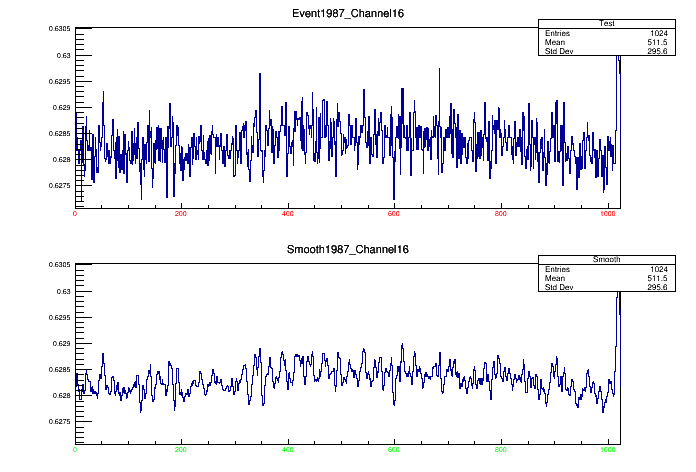 Event1987_Channel16
Test
Entries 1024
Mean 511.5
Std Dev 295.6
0.6305
0.63
0.6295
0.629
0.6285
0.628
0.6275
0 200 400 600 800 1000
Smooth1987_Channel16
Smooth
Entries 1024
Mean 511.5
Std Dev 295.6
0.6305
0.63
0.6295
0.629
0.6285
0.628
0.6275
0 200 400 600 800 1000